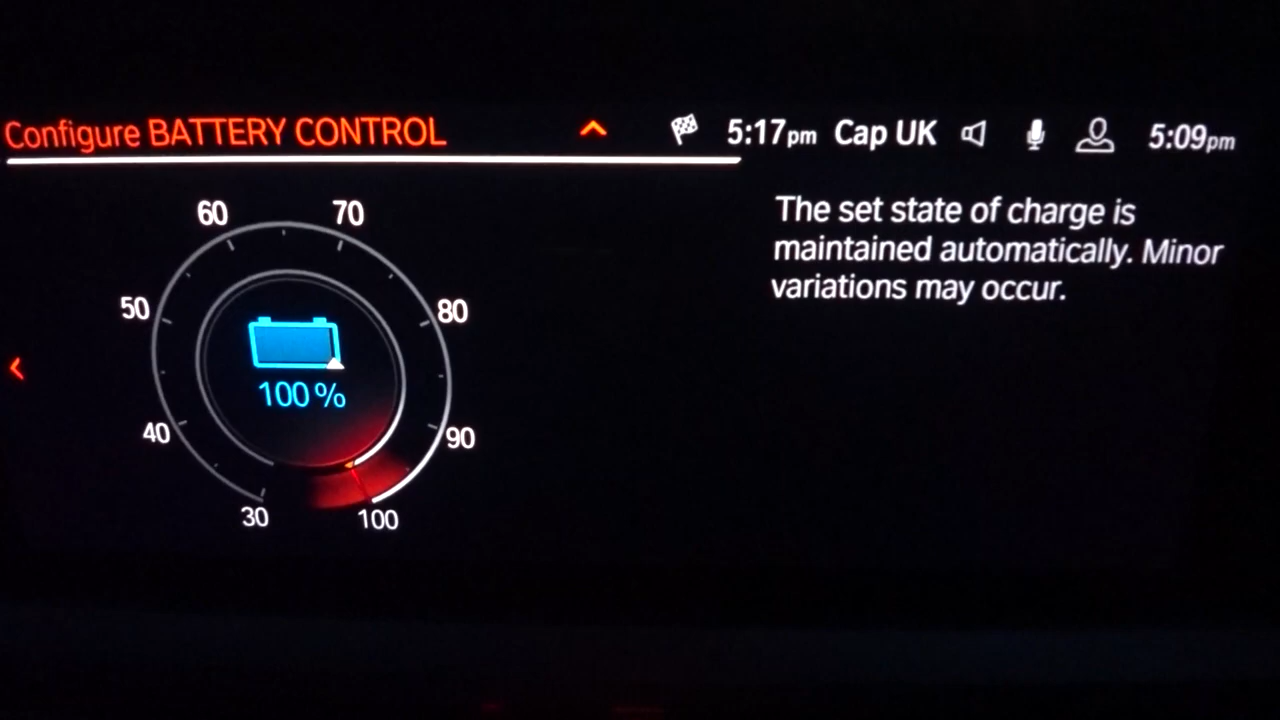 Configure BATTERY CONTROL
5:17pm Cap UK 5:09pm
The set state of charge is
maintained automatically. Minor
variations may occur.
60 70
50 80
100 %
40 90
30 100